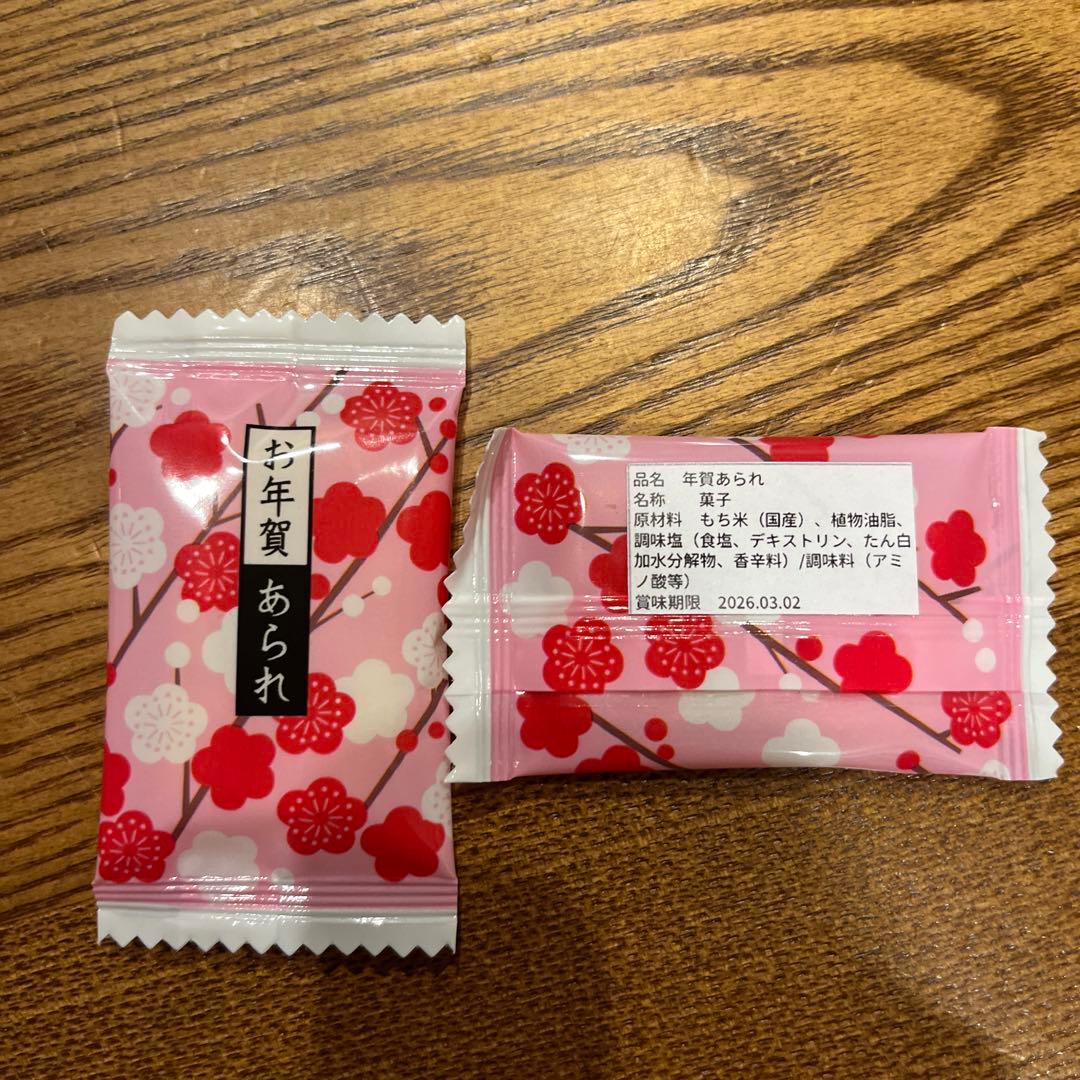 お年賀
あられ
品名　年賀あられ
名称　　菓子
原材料　もち米（国産）、植物油脂、
調味塩（食塩、デキストリン、たん白
加水分解物、香辛料）/調味料（アミ
ノ酸等）
賞味期限　2026.03.02